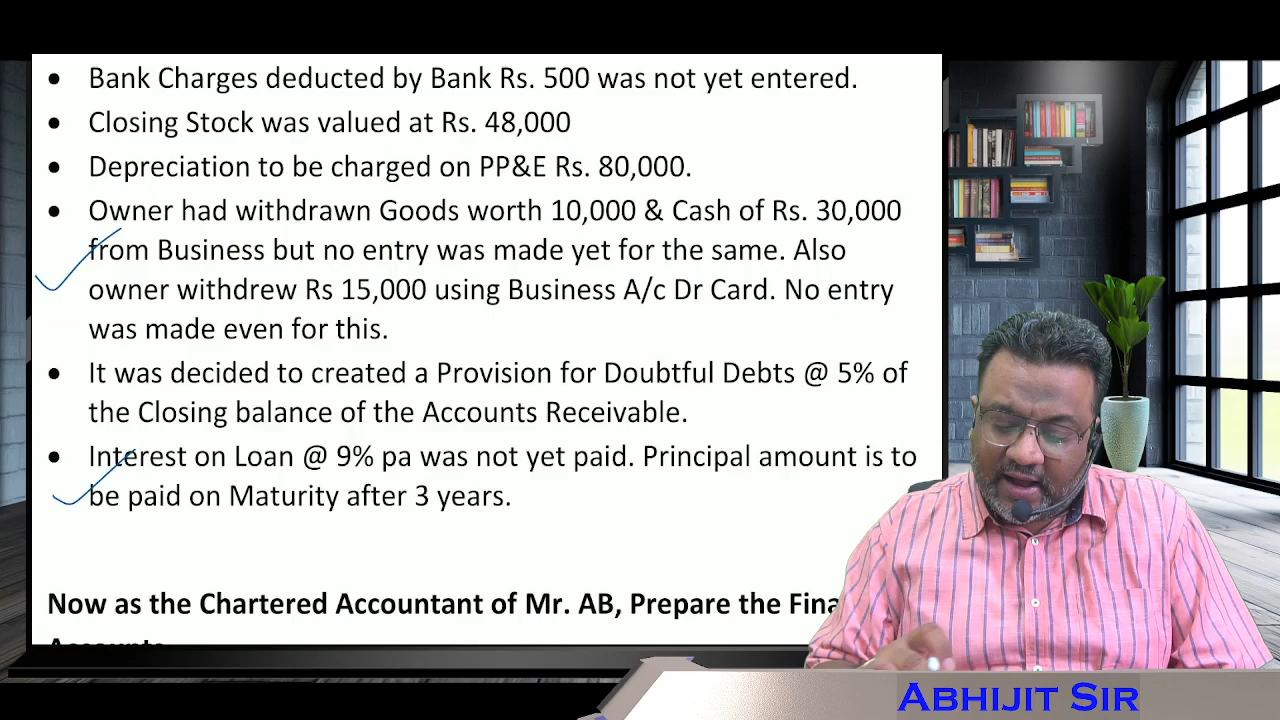 • Bank Charges deducted by Bank Rs. 500 was not yet entered.
• Closing Stock was valued at Rs. 48,000
• Depreciation to be charged on PP&E Rs. 80,000.
• Owner had withdrawn Goods worth 10,000 & Cash of Rs. 30,000
from Business but no entry was made yet for the same. Also
owner withdrew Rs 15,000 using Business A/c Dr Card. No entry
was made even for this.
• It was decided to created a Provision for Doubtful Debts @ 5% of
the Closing balance of the Accounts Receivable.
• Interest on Loan @ 9% pa was not yet paid. Principal amount is to
be paid on Maturity after 3 years.
Now as the Chartered Accountant of Mr. AB, Prepare the Fina
Abhijit Sir